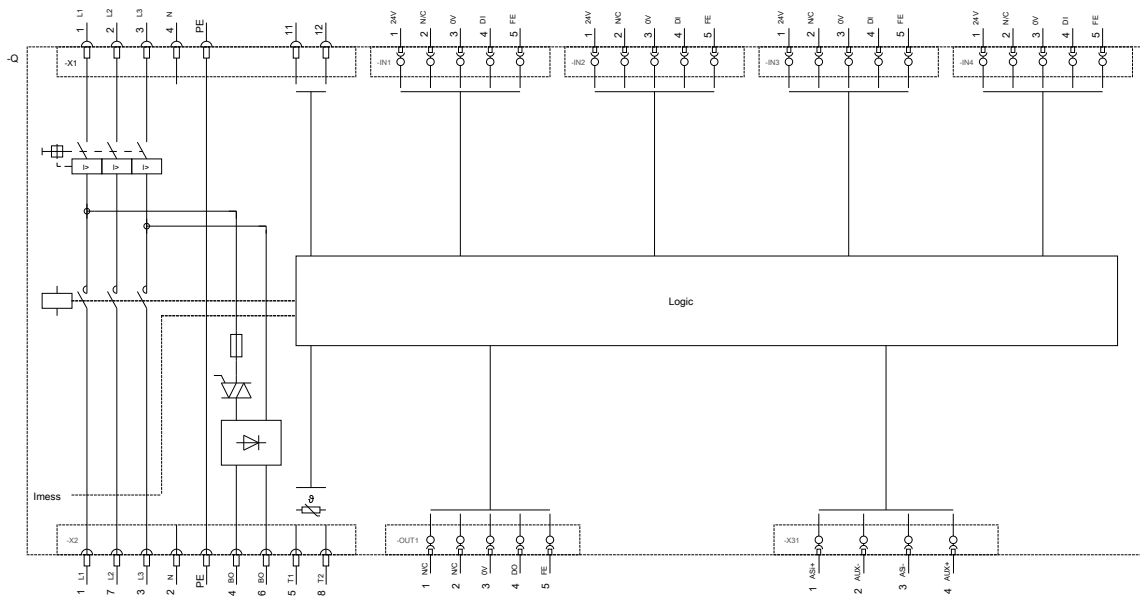 -Q
L1 L2 L3 N PE 11 12
1 2 3 4
-X1
24V N/C 0V DI FE
1 2 3 4 5
-IN1
24V N/C 0V DI FE
1 2 3 4 5
-IN2
24V N/C 0V DI FE
1 2 3 4 5
-IN3
24V N/C 0V DI FE
1 2 3 4 5
-IN4
I> I> I>
Logic
Imess
ϑ
-X2
L1 L2 L3 N PE BO BO T1 T2
1 7 3 2 4 6 5 8
-OUT1
N/C N/C 0V DO FE
1 2 3 4 5
-X31
ASI+ AUX- ASI- AUX+
1 2 3 4